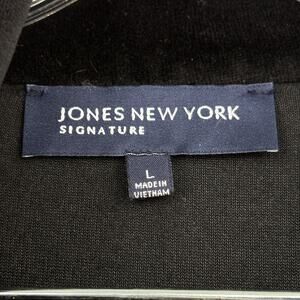 JONES NEW YORK
SIGNATURE
L
MADE IN
VIETNAM